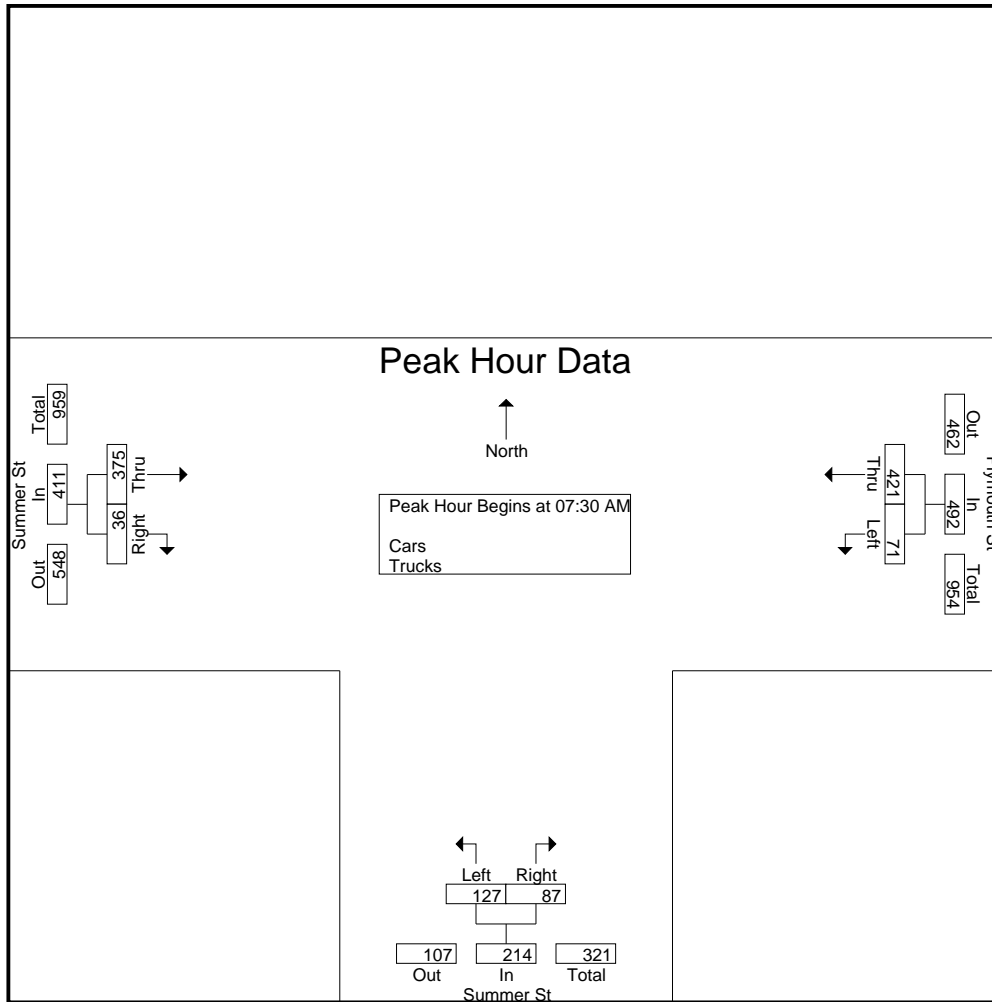 Peak Hour Data
North
Peak Hour Begins at 07:30 AM
Cars
Trucks
Summer St
Total
959
In
411
Out
548
375
Thru
36
Right
Out
462
In
492
Total
954
Thru
421
Left
71
Left
Right
127
87
107
214
321
Out
In
Total
Summer St